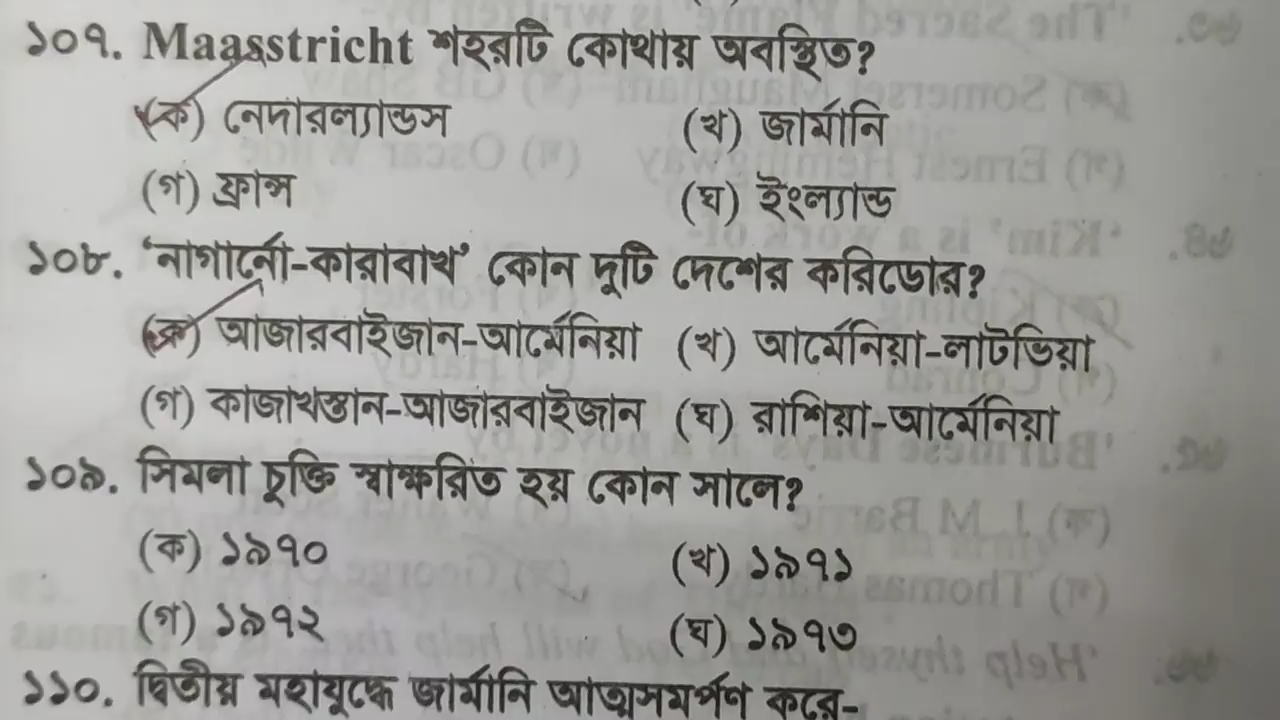 ১০৭. Maasstricht শহরটি কোথায় অবস্থিত?
(ক) নেদারল্যান্ডস (খ) জার্মানি
(গ) ফ্রান্স (ঘ) ইংল্যান্ড
১০৮. ‘নাগার্নো-কারাবাখ’ কোন দুটি দেশের করিডোর?
(ক) আজারবাইজান-আর্মেনিয়া (খ) আর্মেনিয়া-লাটভিয়া
(গ) কাজাখস্তান-আজারবাইজান (ঘ) রাশিয়া-আর্মেনিয়া
১০৯. সিমলা চুক্তি স্বাক্ষরিত হয় কোন সালে?
(ক) ১৯৭০ (খ) ১৯৭১
(গ) ১৯৭২ (ঘ) ১৯৭৩
১১০. দ্বিতীয় মহাযুদ্ধে জার্মানি আত্মসমর্পণ করে-